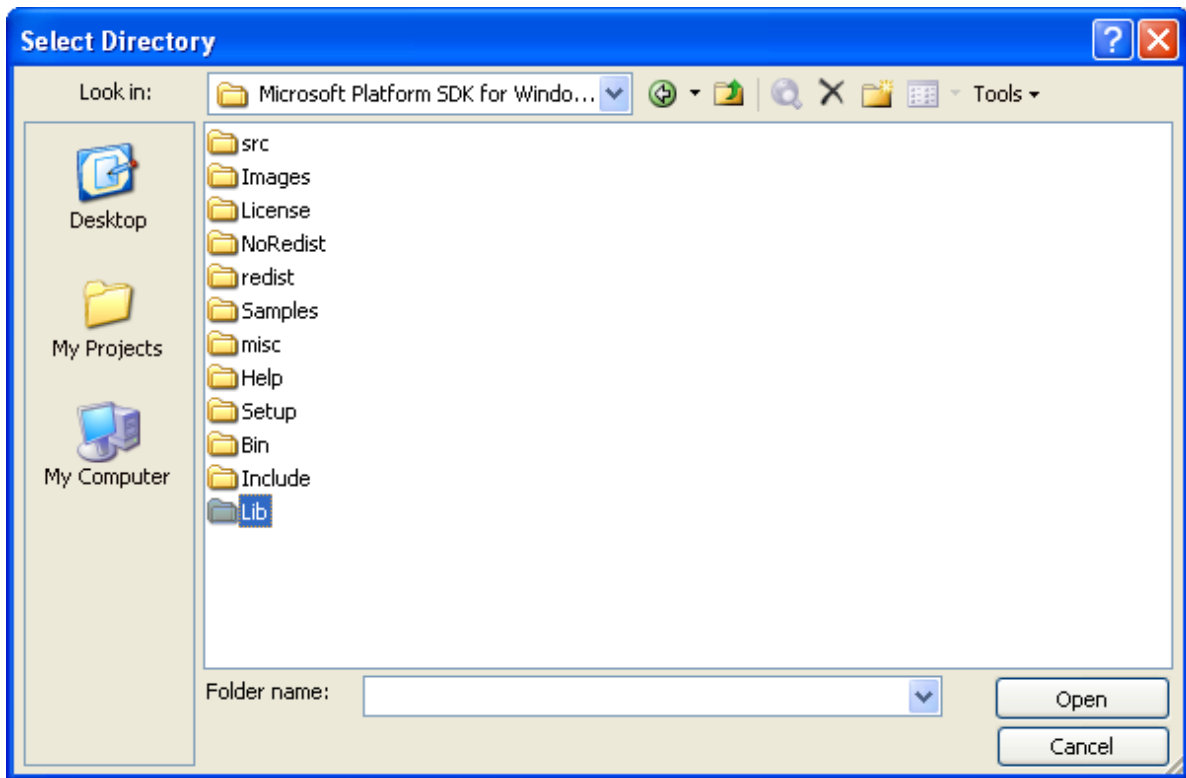 Select Directory
Look in:
Microsoft Platform SDK for Windo...
Tools
Desktop
My Projects
My Computer
src
Images
License
NoRedist
redist
Samples
misc
Help
Setup
Bin
Include
Lib
Folder name:
Open
Cancel